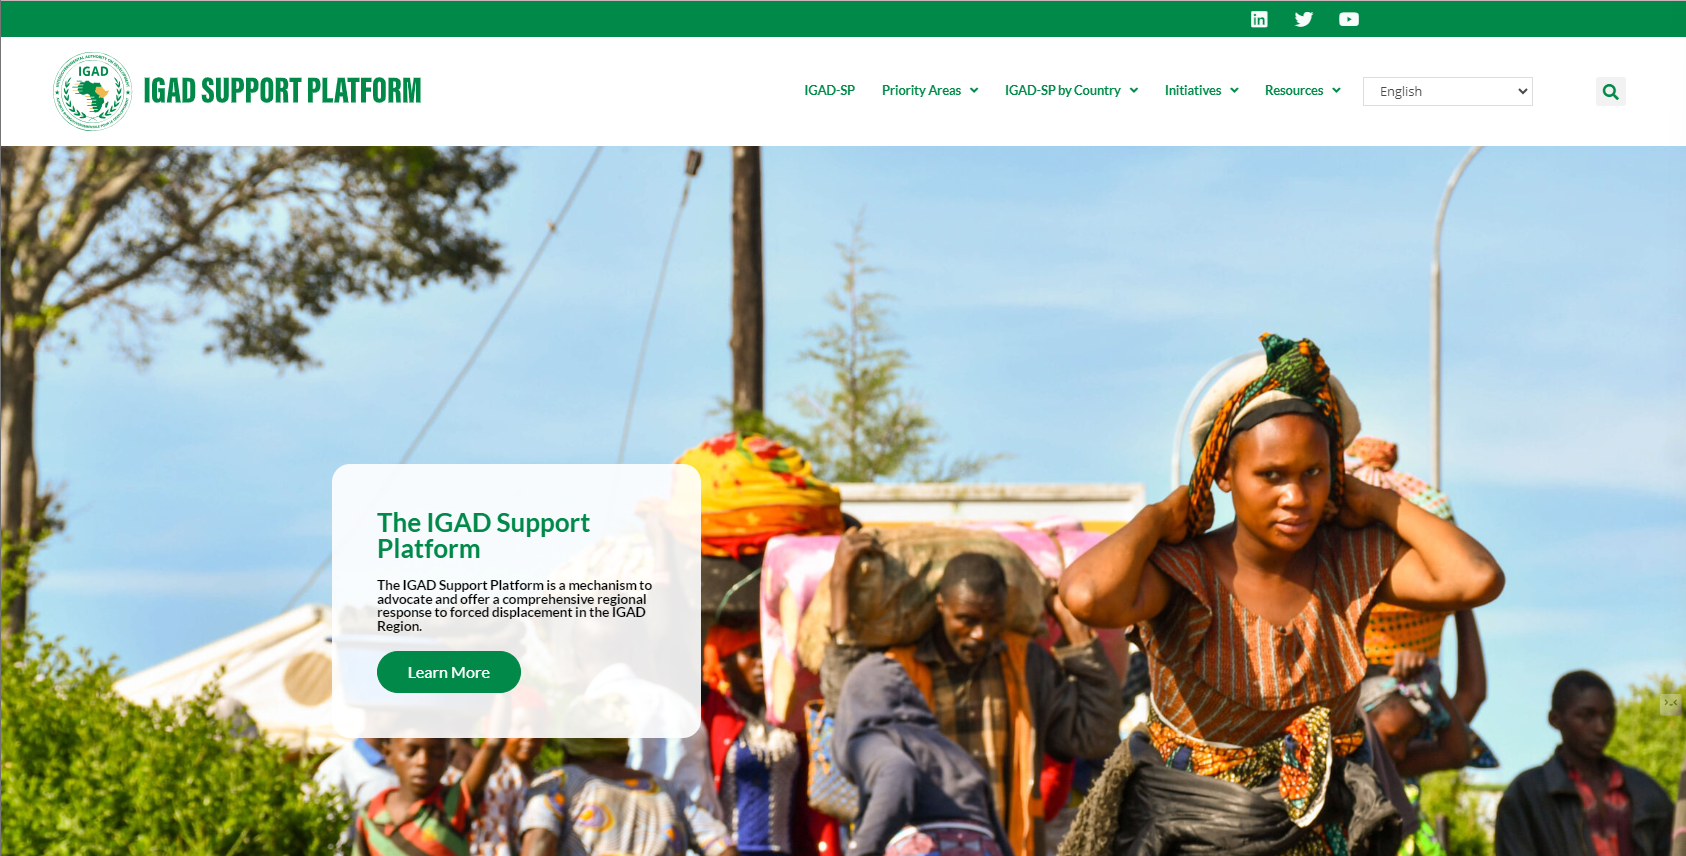 IGAD
IGAD SUPPORT PLATFORM
IGAD-SP
Priority Areas
IGAD-SP by Country
Initiatives
Resources
English
The IGAD Support
Platform
The IGAD Support Platform is a mechanism to
advocate and offer a comprehensive regional
response to forced displacement in the IGAD
Region.
Learn More